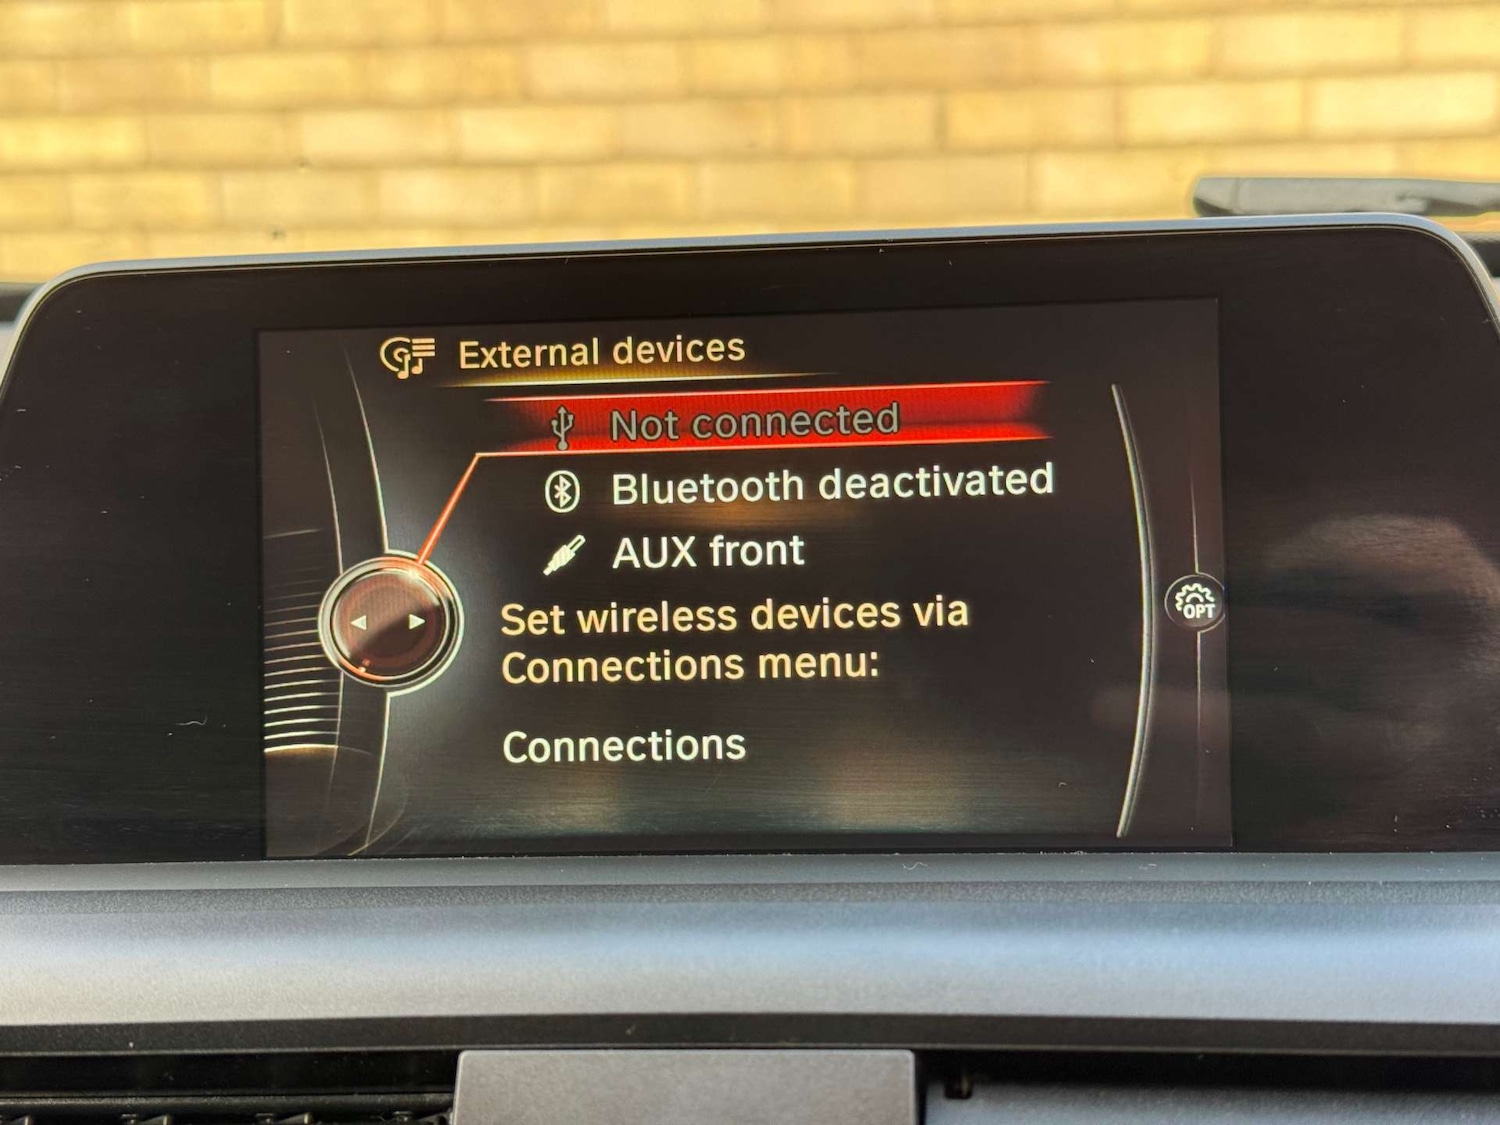 External devices
Not connected
Bluetooth deactivated
AUX front
Set wireless devices via
Connections menu:
OPT
Connections